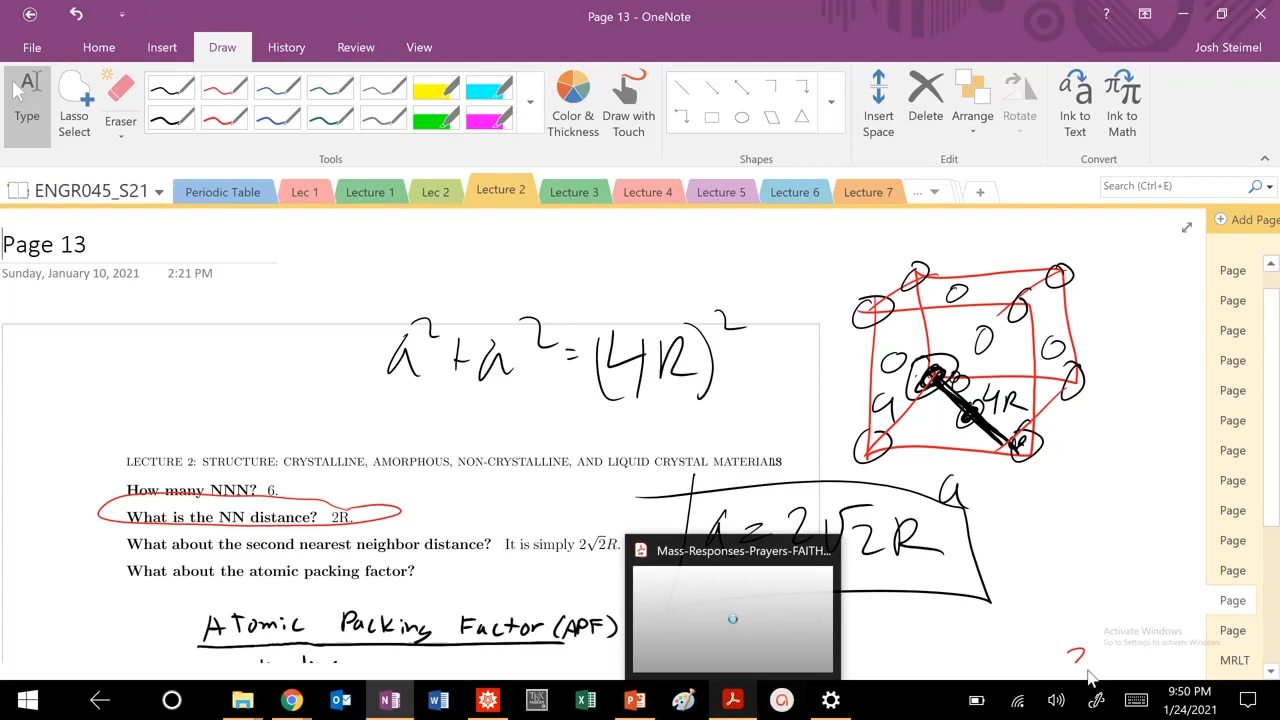 Page 13 - OneNote
Josh Steimel
File Home Insert Draw History Review View
Type
Lasso Select
Eraser
Color & Thickness
Draw with Touch
Insert Space
Delete
Arrange
Rotate
Ink to Text
Ink to Math
Tools Shapes Edit Convert
ENGR045_S21
Periodic Table Lec 1 Lecture 1 Lec 2 Lecture 2 Lecture 3 Lecture 4 Lecture 5 Lecture 6 Lecture 7 ...
Search (Ctrl+E)
Add Page
Page 13
Sunday, January 10, 2021 2:21 PM
a² + a² = (4R)²
a
4R
a
LECTURE 2: STRUCTURE: CRYSTALLINE, AMORPHOUS, NON-CRYSTALLINE, AND LIQUID CRYSTAL MATERIALS 13
How many NNN? 6.
What is the NN distance? 2R.
What about the second nearest neighbor distance? It is simply 2√2R.
What about the atomic packing factor?
a = 2√2R
Atomic Packing Factor (APF)
Mass-Responses-Prayers-FAITH...
Page
Page
Page
Page
Page
Page
Page
Page
Page
Page
Page
Page
Page
MRLT
Activate Windows
Go to Settings to activate Windows.
9:50 PM
1/24/2021